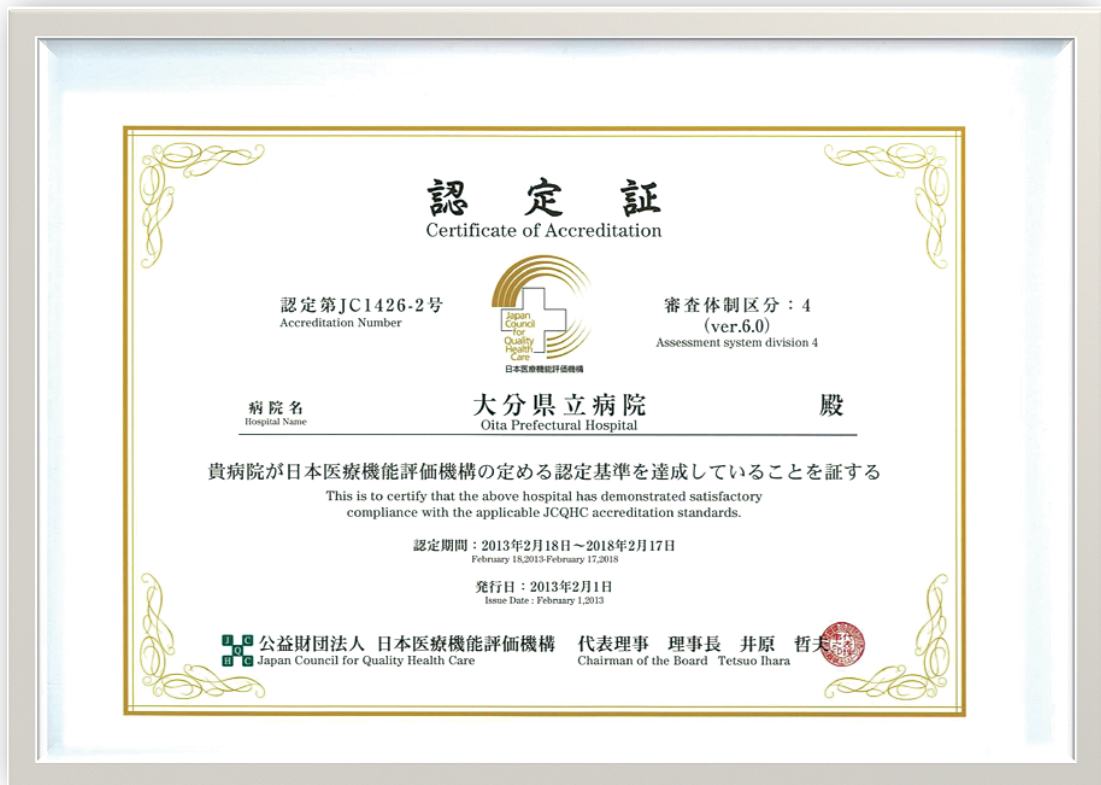 認定証
Certificate of Accreditation
認定第JC1426-2号
Accreditation Number
Japan
Council
for
Quality
Health
Care
日本医療機能評価機構
審査体制区分：4
(ver.6.0)
Assessment system division 4
病院名
Hospital Name
大分県立病院 殿
Oita Prefectural Hospital
貴病院が日本医療機能評価機構の定める認定基準を達成していることを証する
This is to certify that the above hospital has demonstrated satisfactory
compliance with the applicable JCQHC accreditation standards.
認定期間：2013年2月18日〜2018年2月17日
February 18,2013-February 17,2018
発行日：2013年2月1日
Issue Date : February 1,2013
J C
Q
H C
公益財団法人 日本医療機能評価機構
Japan Council for Quality Health Care
代表理事 理事長 井原 哲夫
Chairman of the Board Tetsuo Ihara